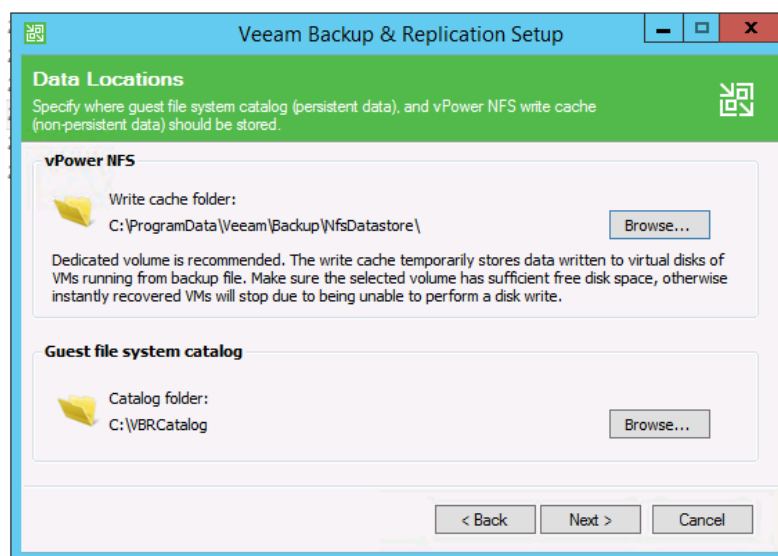 Veeam Backup & Replication Setup
Data Locations
Specify where guest file system catalog (persistent data), and vPower NFS write cache
(non-persistent data) should be stored.
vPower NFS
Write cache folder:
C:\ProgramData\Veeam\Backup\NfsDatastore\
Browse...
Dedicated volume is recommended. The write cache temporarily stores data written to virtual disks of
VMs running from backup file. Make sure the selected volume has sufficient free disk space, otherwise
instantly recovered VMs will stop due to being unable to perform a disk write.
Guest file system catalog
Catalog folder:
C:\VBRCatalog
Browse...
< Back
Next >
Cancel